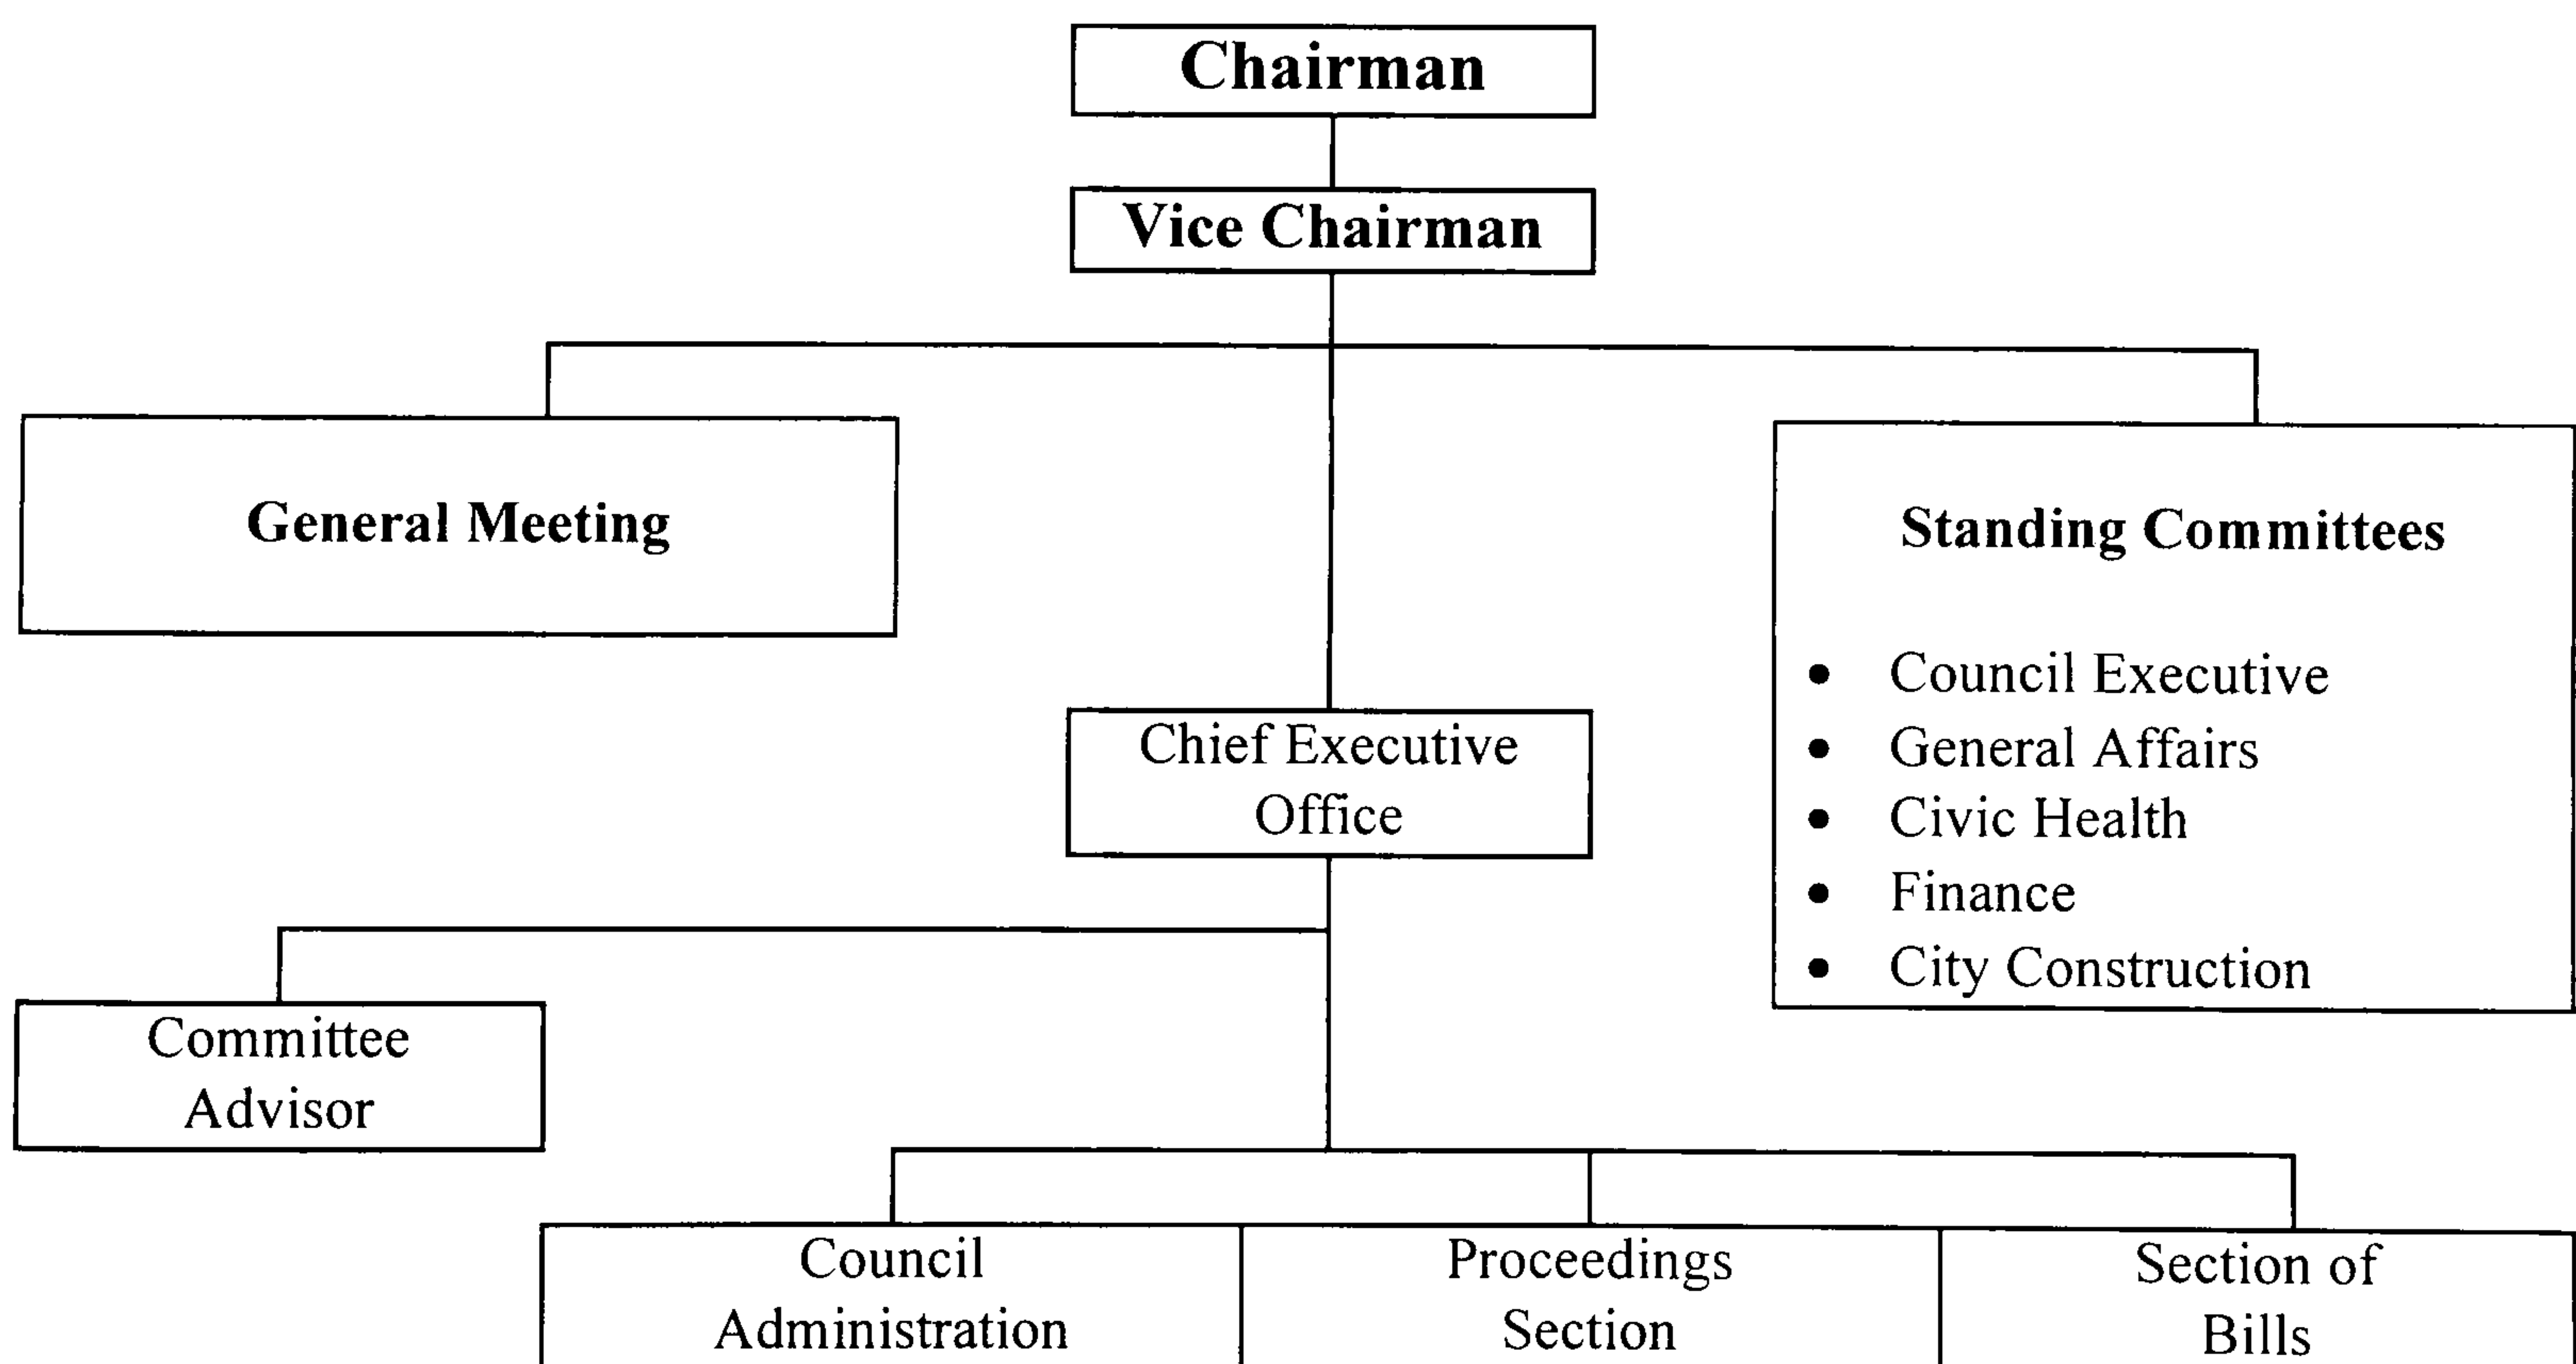 Chairman
Vice Chairman
General Meeting
Standing Committees
• Council Executive
• General Affairs
• Civic Health
• Finance
• City Construction
Chief Executive
Office
Committee
Advisor
Council
Administration
Proceedings
Section
Section of
Bills